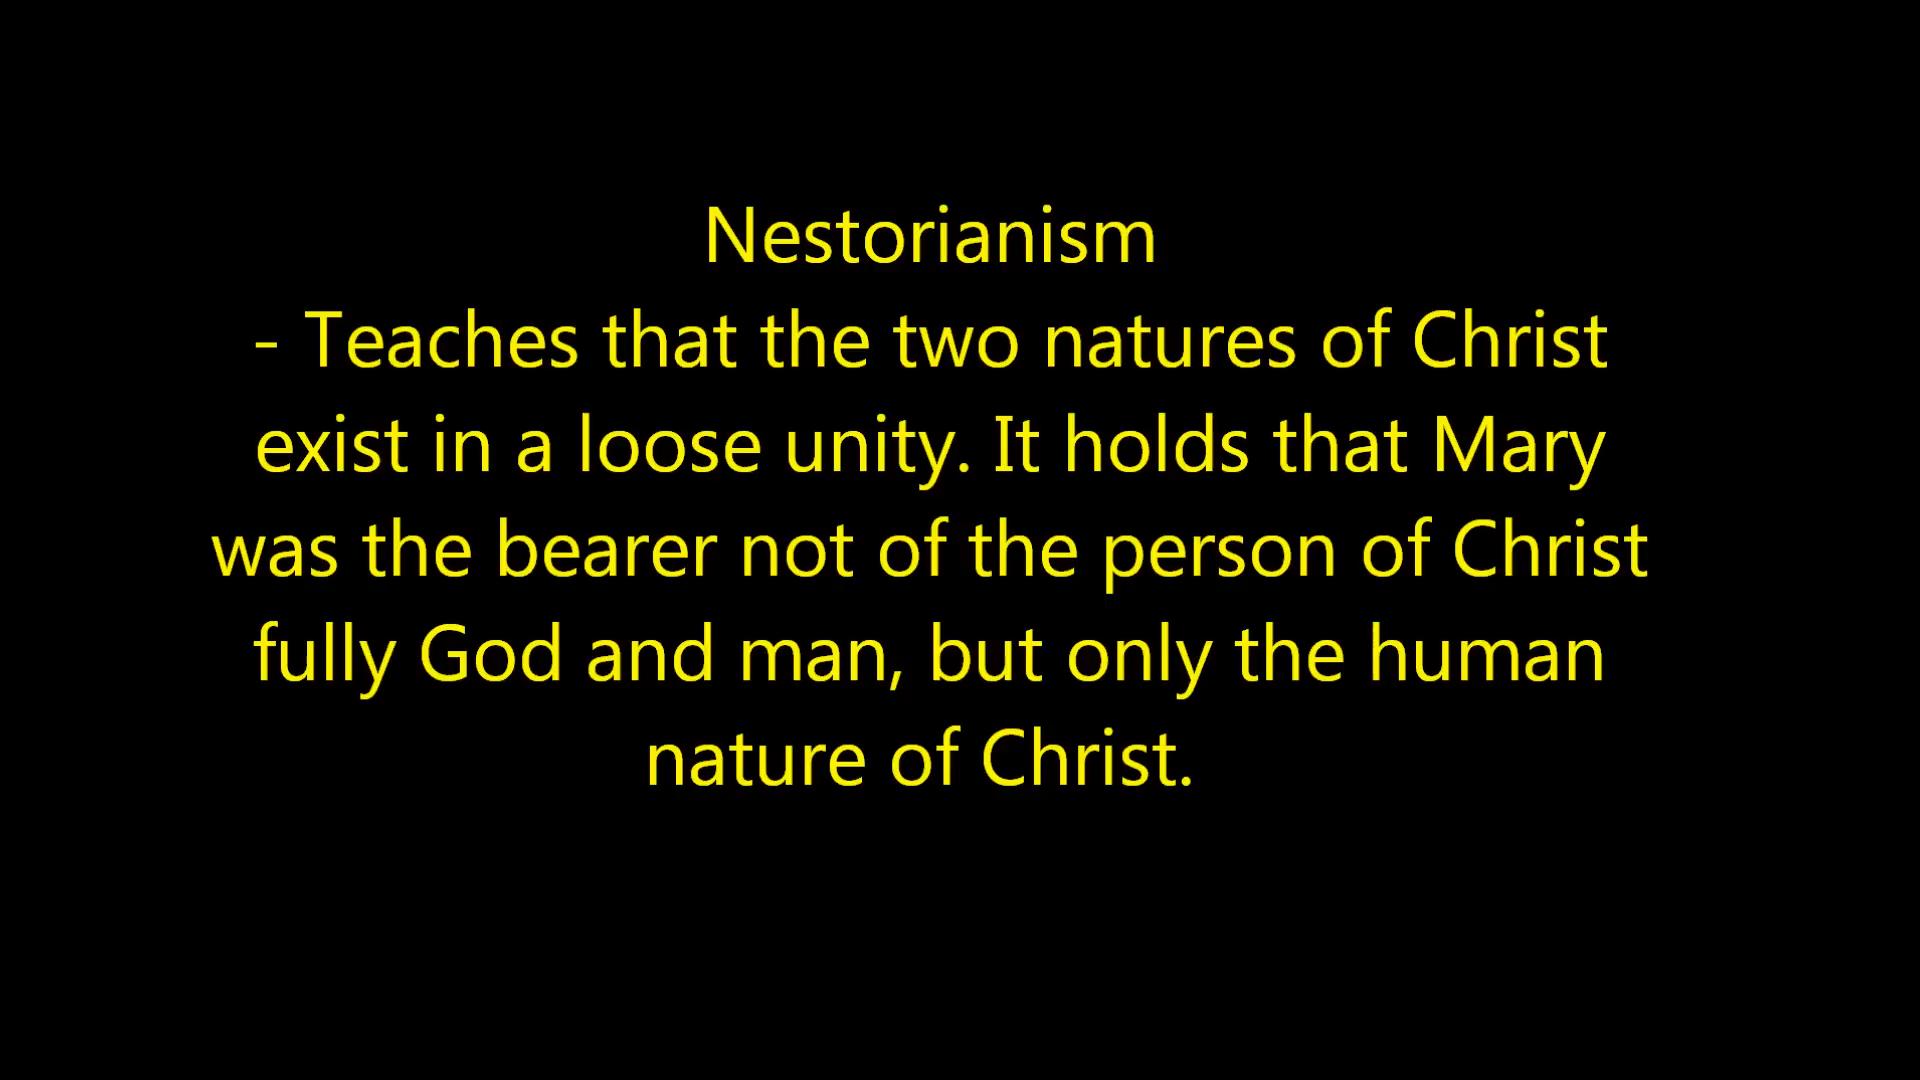 Nestorianism
- Teaches that the two natures of Christ
exist in a loose unity. It holds that Mary
was the bearer not of the person of Christ
fully God and man, but only the human
nature of Christ.